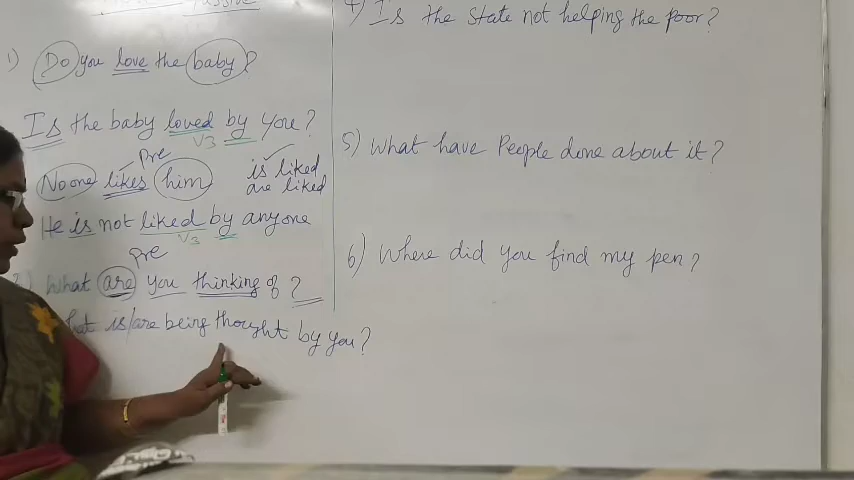 Passive
1) Do you love the baby?
Is the baby loved by you?
V3
Pre
No one likes him
is liked
are liked
He is not liked by anyone
V3
Pre
What are you thinking of?
is/are being thought by you?
4) Is the state not helping the poor?
5) What have People done about it?
6) Where did you find my pen?